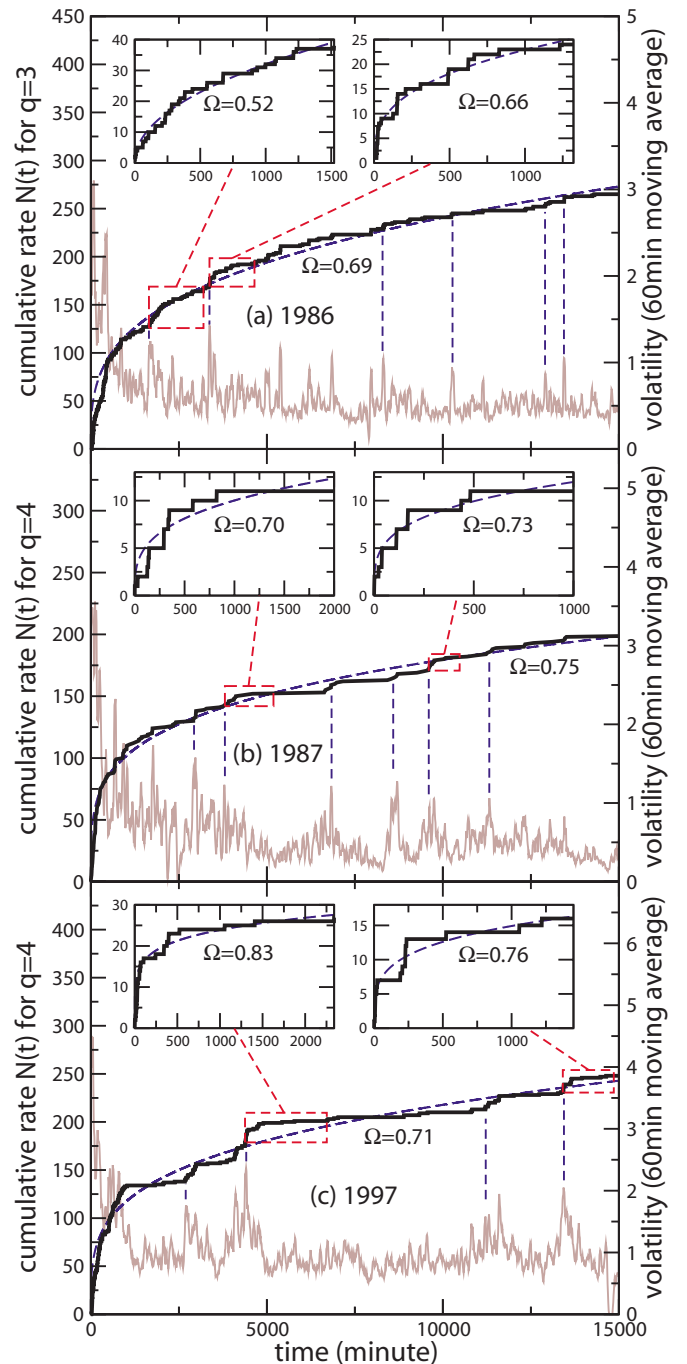 cumulative rate N(t) for q=3
450
400
350
300
250
200
150
100
50
0
40
30
20
10
0
0 500 1000 1500
Ω=0.52
25
20
15
10
5
0
0 500 1000
Ω=0.66
Ω=0.69
(a) 1986
5
4
3
2
1
0
volatility (60min moving average)
cumulative rate N(t) for q=4
300
250
200
150
100
50
0
10
5
0
0 500 1000 1500 2000
Ω=0.70
10
5
0
0 500 1000
Ω=0.73
Ω=0.75
(b) 1987
5
4
3
2
1
0
volatility (60min moving average)
cumulative rate N(t) for q=4
400
350
300
250
200
150
100
50
0
30
20
10
0
0 500 1000 1500 2000
Ω=0.83
15
10
5
0
0 500 1000
Ω=0.76
Ω=0.71
(c) 1997
6
5
4
3
2
1
0
volatility (60min moving average)
0 5000 10000 15000
time (minute)